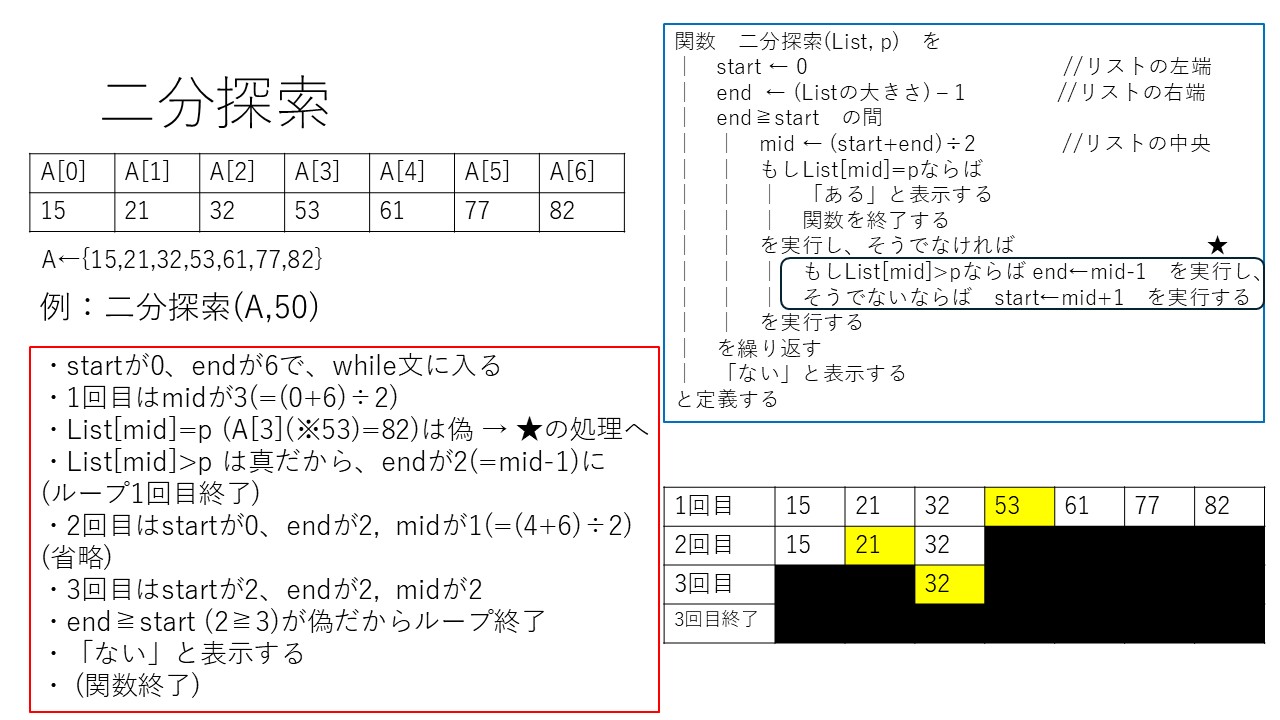 二分探索
A[0] A[1] A[2] A[3] A[4] A[5] A[6]
15 21 32 53 61 77 82
A←{15,21,32,53,61,77,82}
例：二分探索(A,50)
・startが0、endが6で、while文に入る
・1回目はmidが3(=(0+6)÷2)
・List[mid]=p (A[3](※53)=82)は偽 → ★の処理へ
・List[mid]>p は真だから、endが2(=mid-1)に
(ループ1回目終了)
・2回目はstartが0、endが2, midが1(=(4+6)÷2)
(省略)
・3回目はstartが2、endが2, midが2
・end≧start (2≧3)が偽だからループ終了
・「ない」と表示する
・ (関数終了)
関数　二分探索(List, p)　を
｜　start ← 0　//リストの左端
｜　end ← (Listの大きさ) – 1　//リストの右端
｜　end≧start　の間
｜　｜　mid ← (start+end)÷2　//リストの中央
｜　｜　もしList[mid]=pならば
｜　｜　｜　「ある」と表示する
｜　｜　｜　関数を終了する
｜　｜　を実行し、そうでなければ　★
｜　｜　｜　もしList[mid]>pならば end←mid-1　を実行し、
｜　｜　｜　そうでないならば　start←mid+1　を実行する
｜　｜　を実行する
｜　を繰り返す
｜　「ない」と表示する
と定義する
1回目 15 21 32 53 61 77 82
2回目 15 21 32
3回目 32
3回目終了